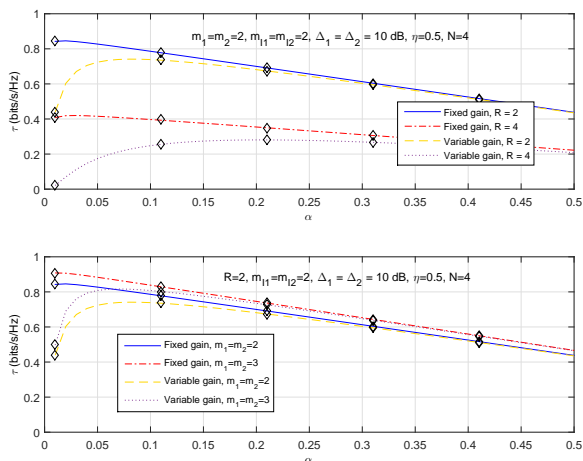 m1=m2=2, mI1=mI2=2, Δ1 = Δ2 = 10 dB, η=0.5, N=4
τ (bits/s/Hz)
1
0.8
0.6
0.4
0.2
0
Fixed gain, R = 2
Fixed gain, R = 4
Variable gain, R = 2
Variable gain, R = 4
0 0.05 0.1 0.15 0.2 0.25 0.3 0.35 0.4 0.45 0.5
α
R=2, mI1=mI2=2, Δ1 = Δ2 = 10 dB, η=0.5, N=4
τ (bits/s/Hz)
1
0.8
0.6
0.4
0.2
0
Fixed gain, m1=m2=2
Fixed gain, m1=m2=3
Variable gain, m1=m2=2
Variable gain, m1=m2=3
0 0.05 0.1 0.15 0.2 0.25 0.3 0.35 0.4 0.45 0.5
α